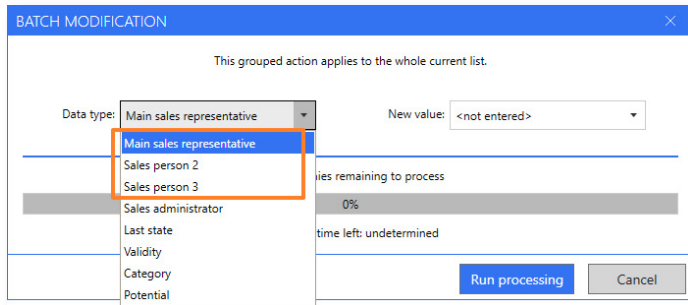 BATCH MODIFICATION
This grouped action applies to the whole current list.
Data type: Main sales representative New value: <not entered>
Main sales representative
Sales person 2
remaining to process
Sales person 3
0%
Sales administrator
Last state
time left: undetermined
Validity
Category
Run processing Cancel
Potential